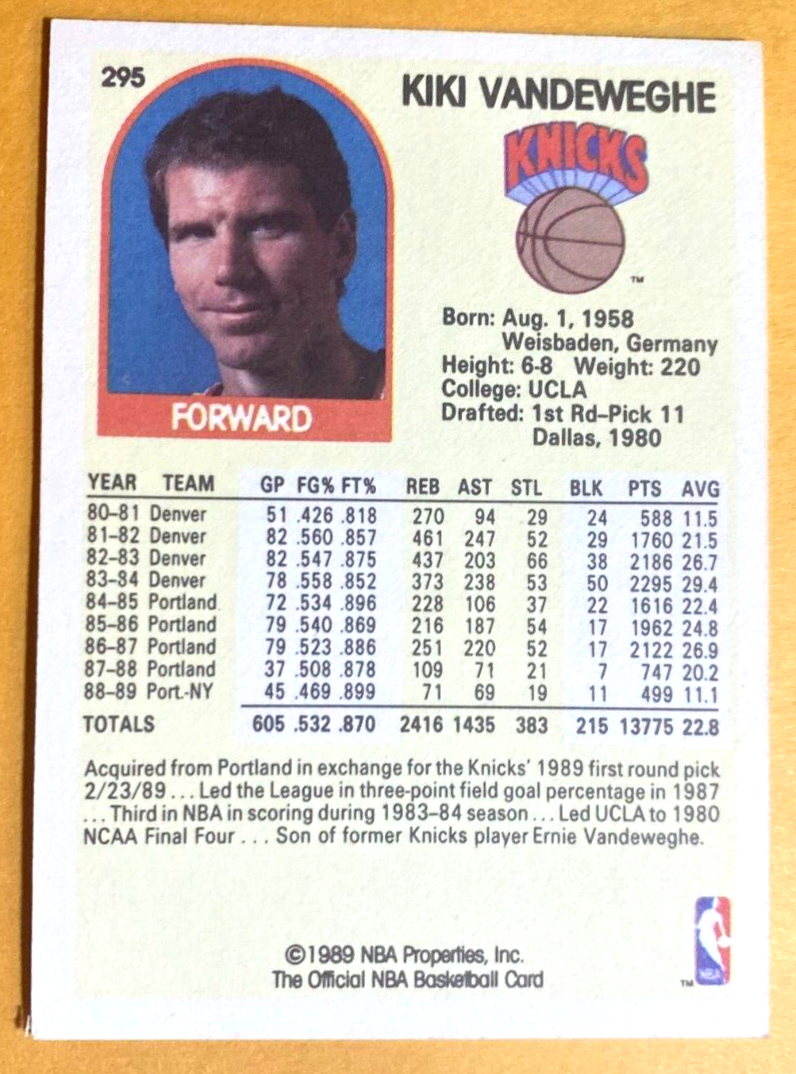 295
KIKI VANDEWEGHE
KNICKS
TM
Born: Aug. 1, 1958
Weisbaden, Germany
Height: 6-8 Weight: 220
College: UCLA
Drafted: 1st Rd–Pick 11
Dallas, 1980
FORWARD
YEAR TEAM GP FG% FT% REB AST STL BLK PTS AVG
80–81 Denver 51 .426 .818 270 94 29 24 588 11.5
81–82 Denver 82 .560 .857 461 247 52 29 1760 21.5
82–83 Denver 82 .547 .875 437 203 66 38 2186 26.7
83–84 Denver 78 .558 .852 373 238 53 50 2295 29.4
84–85 Portland 72 .534 .896 228 106 37 22 1616 22.4
85–86 Portland 79 .540 .869 216 187 54 17 1962 24.8
86–87 Portland 79 .523 .886 251 220 52 17 2122 26.9
87–88 Portland 37 .508 .878 109 71 21 7 747 20.2
88–89 Port.-NY 45 .469 .899 71 69 19 11 499 11.1
TOTALS 605 .532 .870 2416 1435 383 215 13775 22.8
Acquired from Portland in exchange for the Knicks' 1989 first round pick
2/23/89 . . . Led the League in three-point field goal percentage in 1987
. . . Third in NBA in scoring during 1983–84 season . . . Led UCLA to 1980
NCAA Final Four . . . Son of former Knicks player Ernie Vandeweghe.
©1989 NBA Properties, Inc.
The Official NBA Basketball Card
TM
NBA